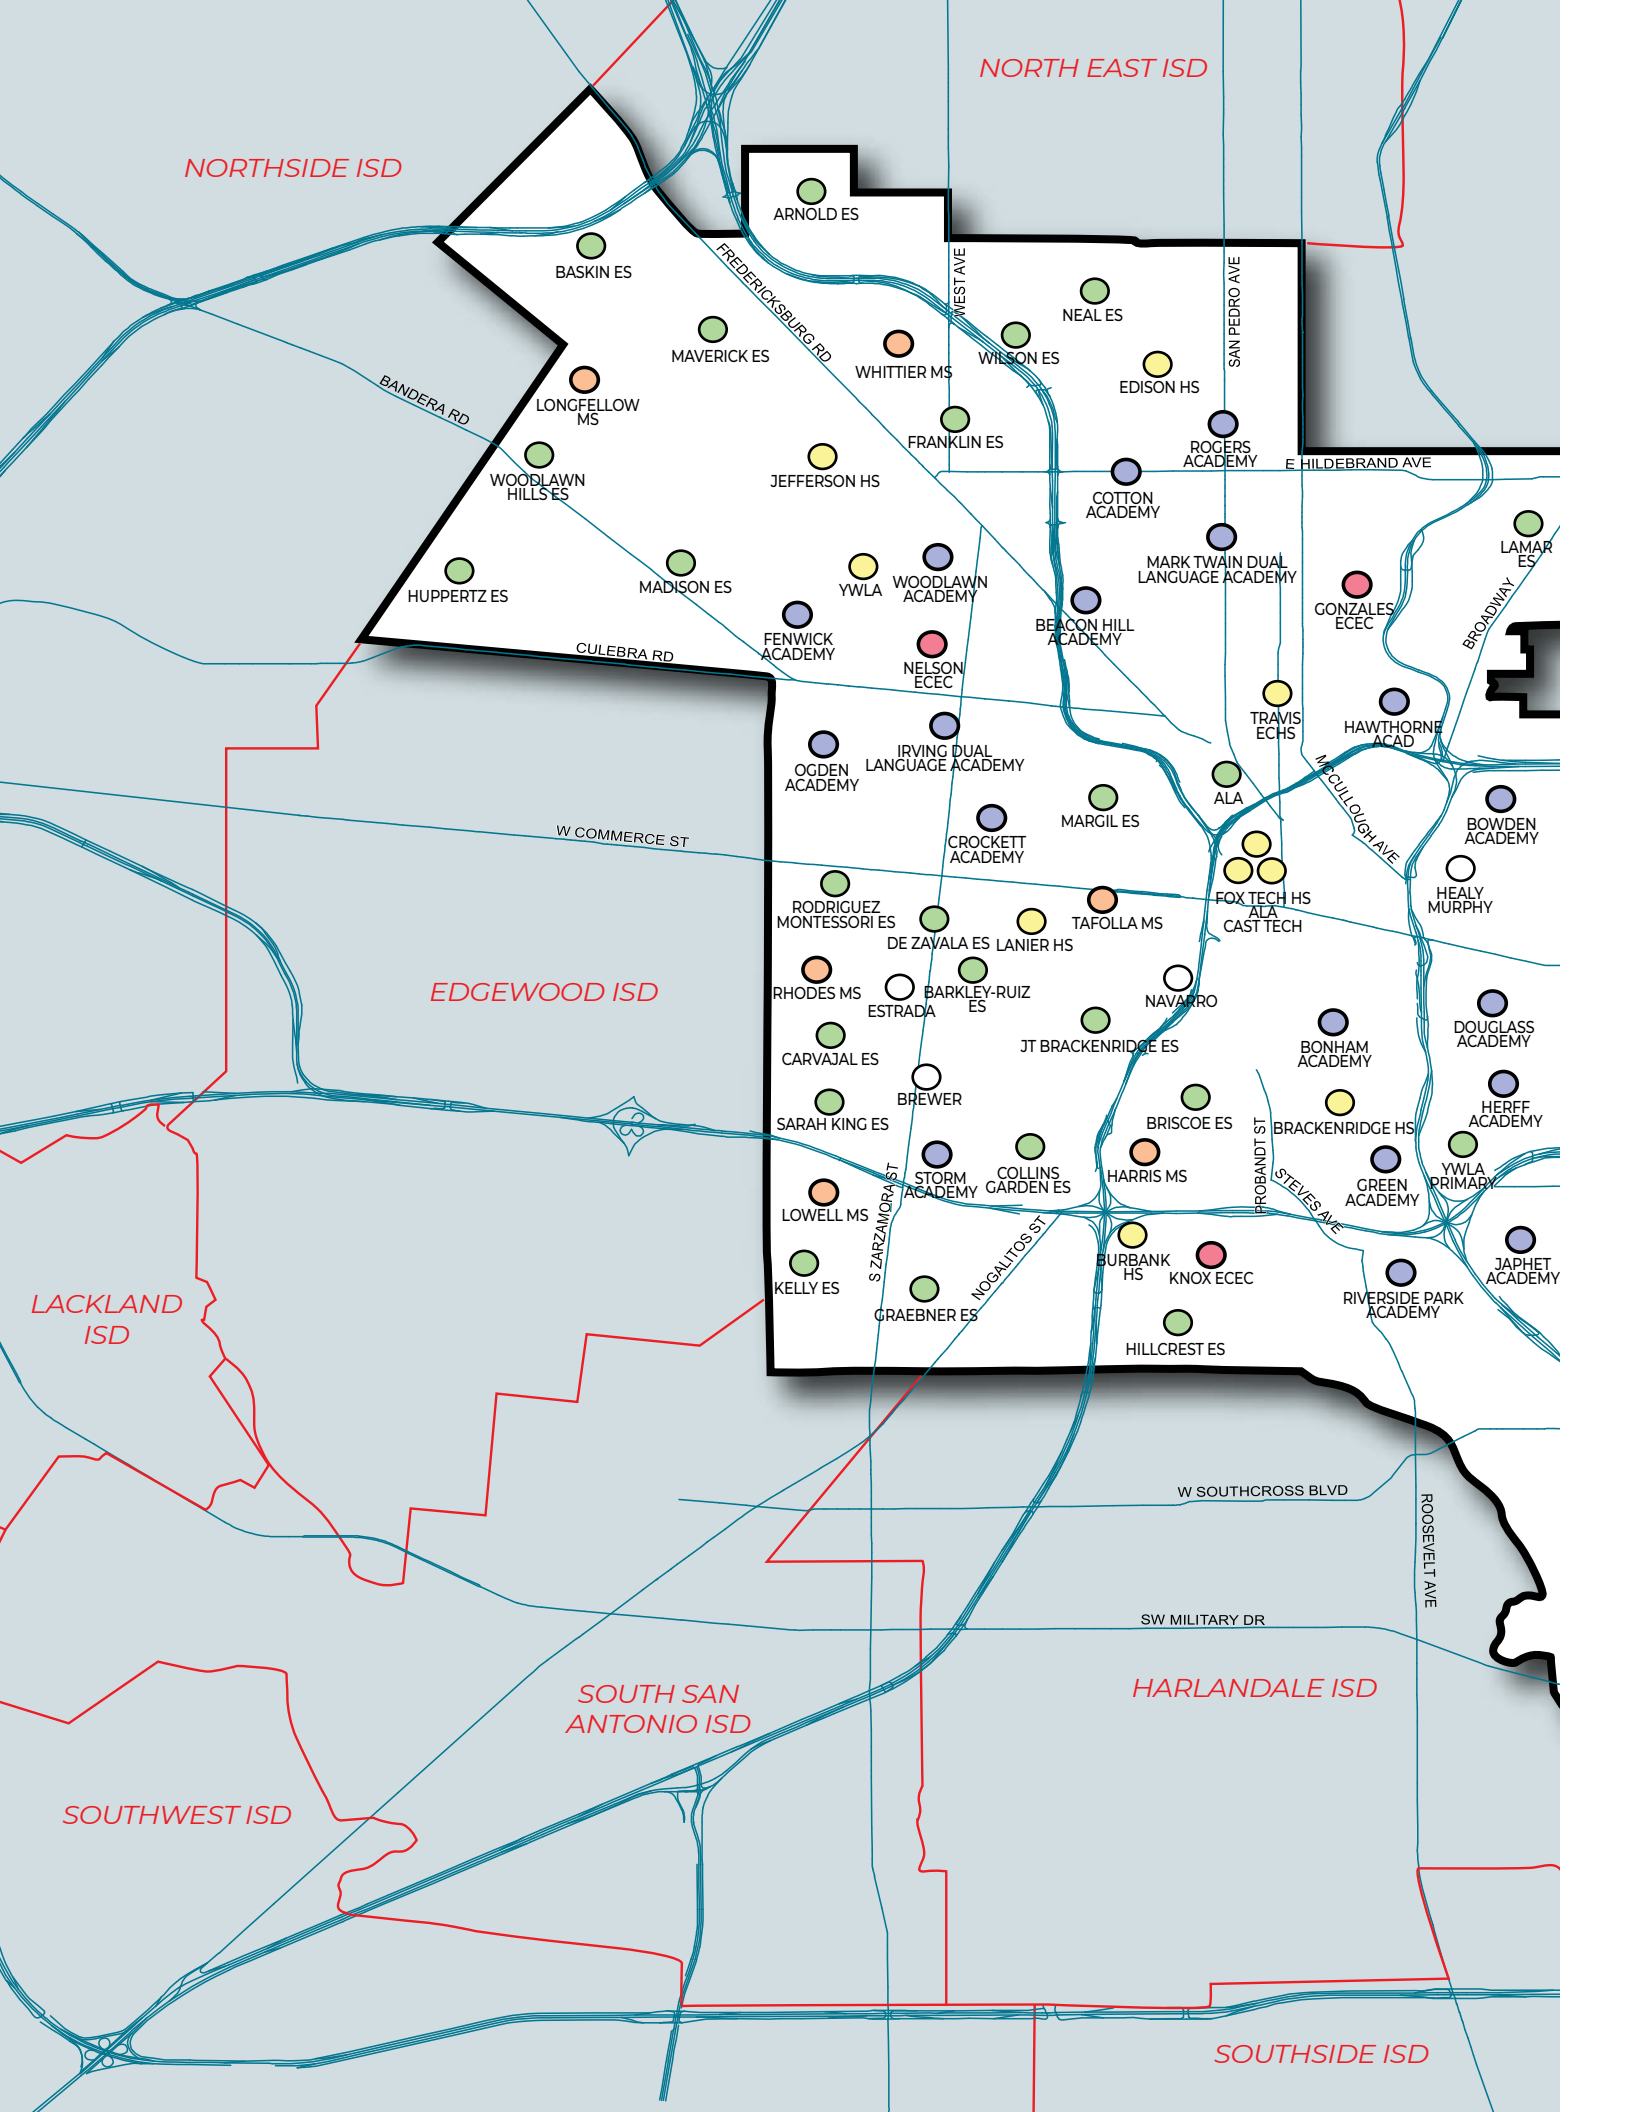 NORTH EAST ISD
NORTHSIDE ISD
ARNOLD ES
BASKIN ES
FREDERICKSBURG RD
WEST AVE
SAN PEDRO AVE
NEAL ES
MAVERICK ES
WHITTIER MS
WILSON ES
EDISON HS
LONGFELLOW
MS
BANDERA RD
FRANKLIN ES
ROGERS
ACADEMY
E HILDEBRAND AVE
WOODLAWN
HILLS ES
JEFFERSON HS
COTTON
ACADEMY
LAMAR
ES
MARK TWAIN DUAL
LANGUAGE ACADEMY
HUPPERTZ ES
MADISON ES
YWLA
WOODLAWN
ACADEMY
GONZALES
ECEC
BROADWAY
FENWICK
ACADEMY
BEACON HILL
ACADEMY
CULEBRA RD
NELSON
ECEC
TRAVIS
ECHS
HAWTHORNE
ACAD
OGDEN
ACADEMY
IRVING DUAL
LANGUAGE ACADEMY
MCCULLOUGH AVE
ALA
MARGIL ES
BOWDEN
ACADEMY
W COMMERCE ST
CROCKETT
ACADEMY
HEALY
MURPHY
RODRIGUEZ
MONTESSORI ES
FOX TECH HS
ALA
CAST TECH
TAFOLLA MS
DE ZAVALA ES
LANIER HS
EDGEWOOD ISD
RHODES MS
ESTRADA
BARKLEY-RUIZ
ES
NAVARRO
DOUGLASS
ACADEMY
CARVAJAL ES
JT BRACKENRIDGE ES
BONHAM
ACADEMY
BREWER
SARAH KING ES
BRISCOE ES
BRACKENRIDGE HS
HERFF
ACADEMY
PROBANDT ST
STORM
ACADEMY
COLLINS
GARDEN ES
HARRIS MS
STEVES AVE
GREEN
ACADEMY
YWLA
PRIMARY
LOWELL MS
S ZARZAMORA ST
NOGALITOS ST
BURBANK
HS
KNOX ECEC
JAPHET
ACADEMY
KELLY ES
GRAEBNER ES
RIVERSIDE PARK
ACADEMY
LACKLAND
ISD
HILLCREST ES
W SOUTHCROSS BLVD
ROOSEVELT AVE
SW MILITARY DR
SOUTH SAN
ANTONIO ISD
HARLANDALE ISD
SOUTHWEST ISD
SOUTHSIDE ISD